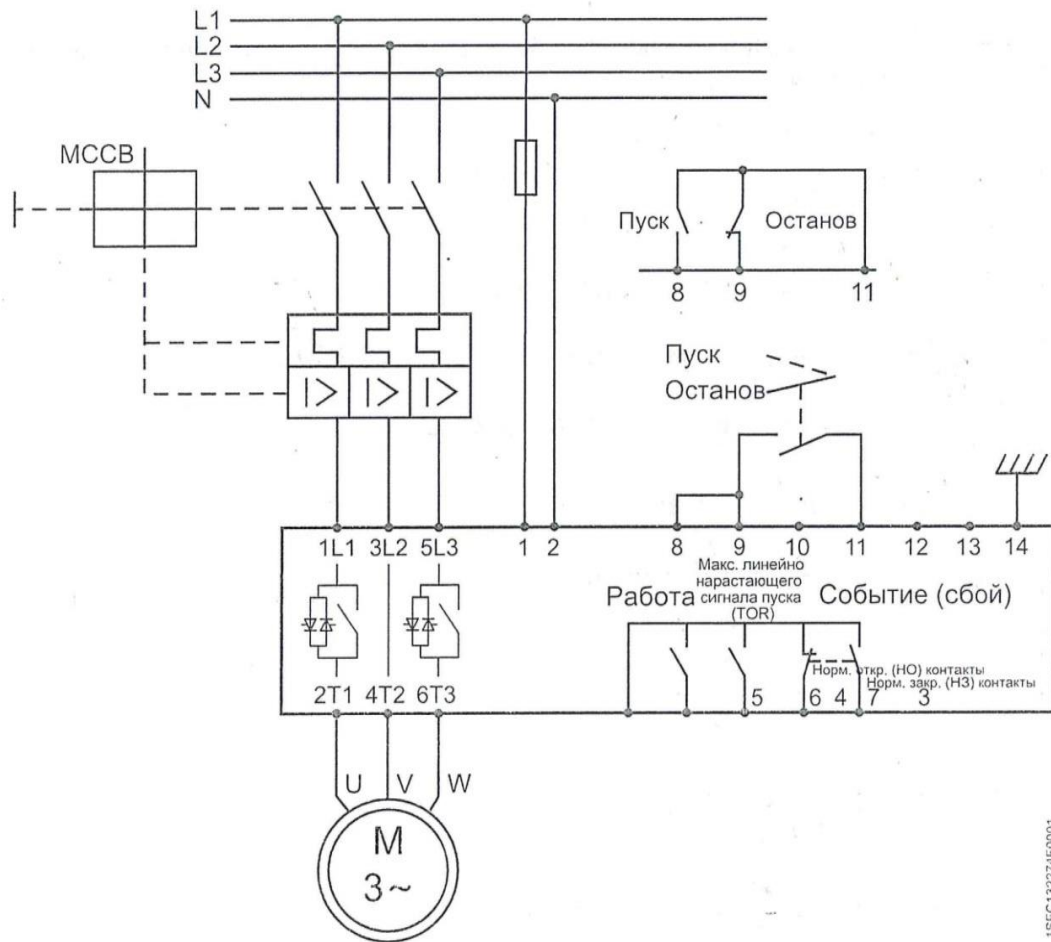 L1
L2
L3
N
MCCB
Пуск
Останов
8 9 11
Пуск
Останов
1L1 3L2 5L3 1 2 8 9 10 11 12 13 14
Макс. линейно
нарастающего
сигнала пуска
(TOR)
Работа
Событие (сбой)
Норм. откр. (НО) контакты
Норм. закр. (НЗ) контакты
2T1 4T2 6T3 5 6 4 7 3
U V W
M
3~